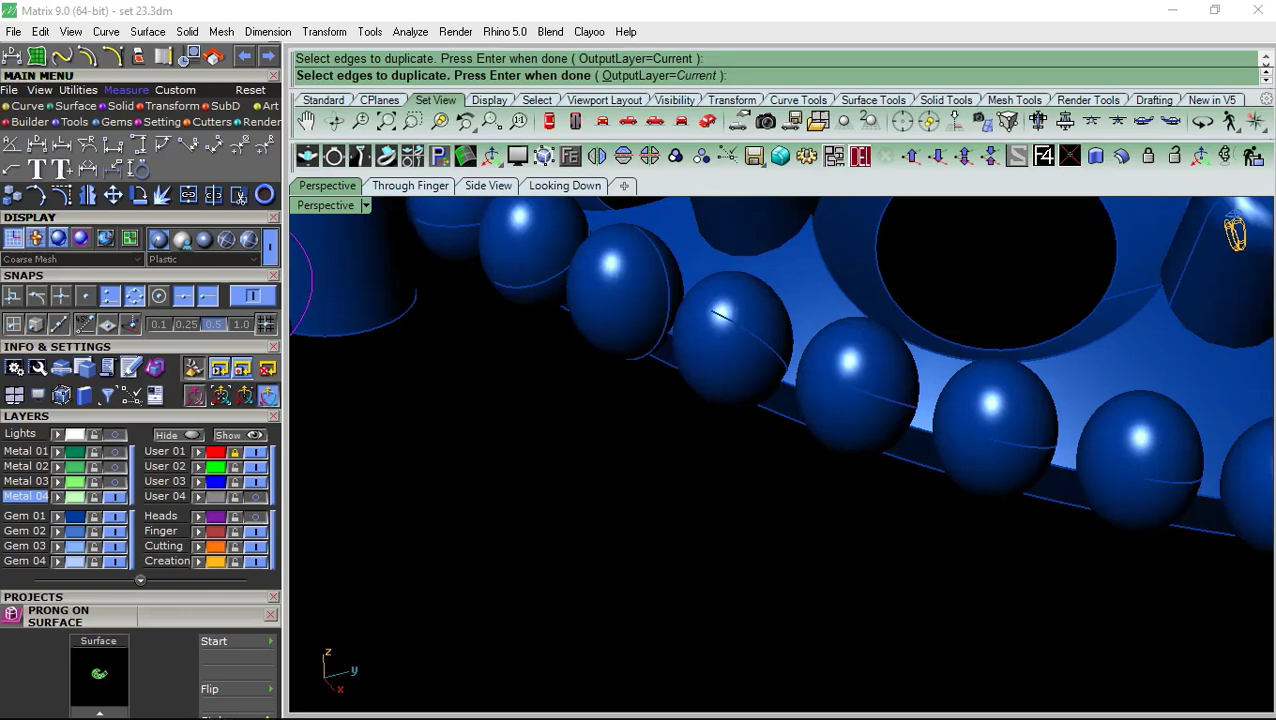 Matrix 9.0 (64-bit) - set 23.3dm
File Edit View Curve Surface Solid Mesh Dimension Transform Tools Analyze Render Rhino 5.0 Blend Clayoo Help
Select edges to duplicate. Press Enter when done ( OutputLayer=Current ):
Select edges to duplicate. Press Enter when done ( OutputLayer=Current ):
MAIN MENU
File View Utilities Measure Custom Reset
Curve Surface Solid Transform SubD Art
Builder Tools Gems Setting Cutters Render
Standard CPlanes Set View Display Select Viewport Layout Visibility Transform Curve Tools Surface Tools Solid Tools Mesh Tools Render Tools Drafting New in V5
Perspective Through Finger Side View Looking Down
Perspective
DISPLAY
Coarse Mesh Plastic
SNAPS
0.1 0.25 0.5 1.0
INFO & SETTINGS
LAYERS
Lights Hide Show
Metal 01 User 01
Metal 02 User 02
Metal 03 User 03
Metal 04 User 04
Gem 01 Heads
Gem 02 Finger
Gem 03 Cutting
Gem 04 Creation
PROJECTS
PRONG ON
SURFACE
Surface Start
Flip
z
y
x